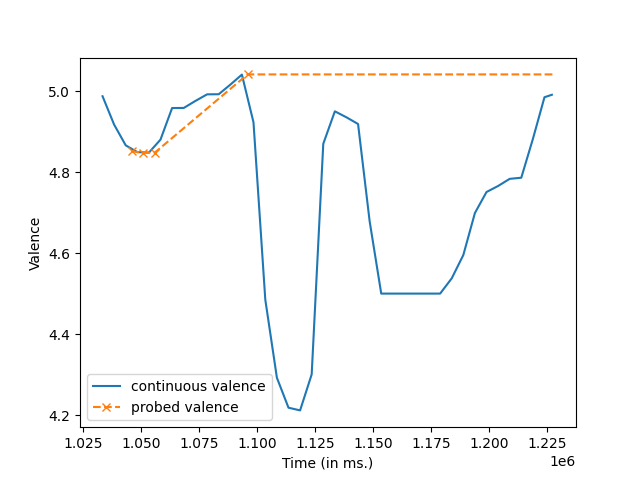 5.0
4.8
4.6
4.4
4.2
Valence
continuous valence
probed valence
1.025 1.050 1.075 1.100 1.125 1.150 1.175 1.200 1.225
Time (in ms.)
1e6